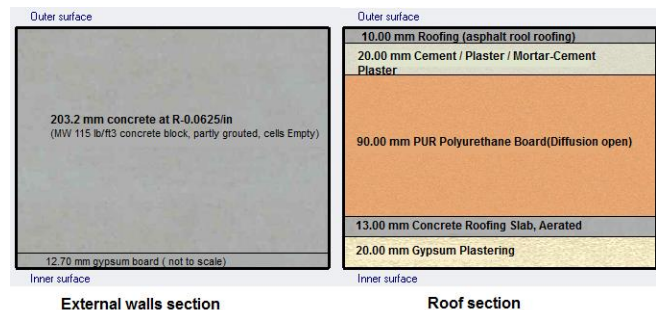 Outer surface
203.2 mm concrete at R-0.0625/in
(MW 115 lb/ft3 concrete block, partly grouted, cells Empty)
12.70 mm gypsum board ( not to scale)
Inner surface
External walls section
Outer surface
10.00 mm Roofing (asphalt rool roofing)
20.00 mm Cement / Plaster / Mortar-Cement
Plaster
90.00 mm PUR Polyurethane Board(Diffusion open)
13.00 mm Concrete Roofing Slab, Aerated
20.00 mm Gypsum Plastering
Inner surface
Roof section